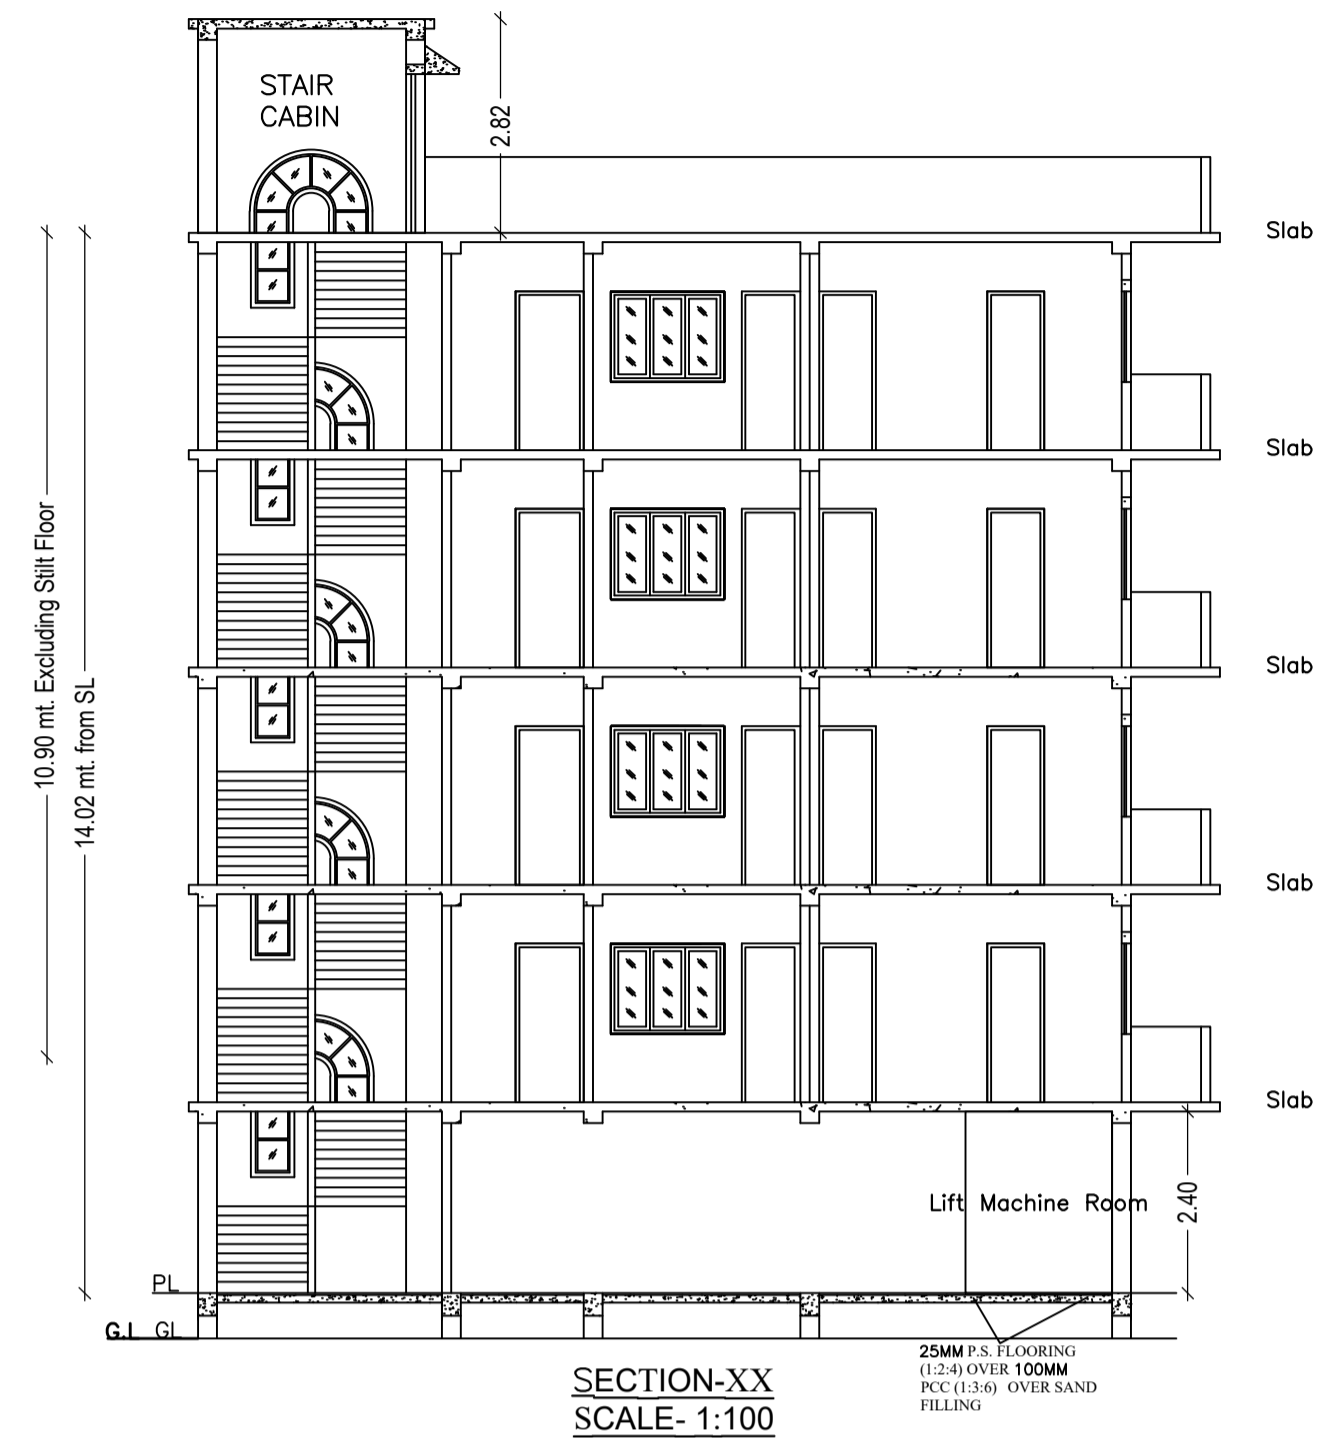 STAIR
CABIN
2.82
Slab
Slab
10.90 mt. Excluding Stilt Floor
14.02 mt. from SL
Slab
Slab
Slab
Lift Machine Room
2.40
PL
G.L GL
25MM P.S. FLOORING
(1:2:4) OVER 100MM
PCC (1:3:6) OVER SAND
FILLING
SECTION-XX
SCALE- 1:100